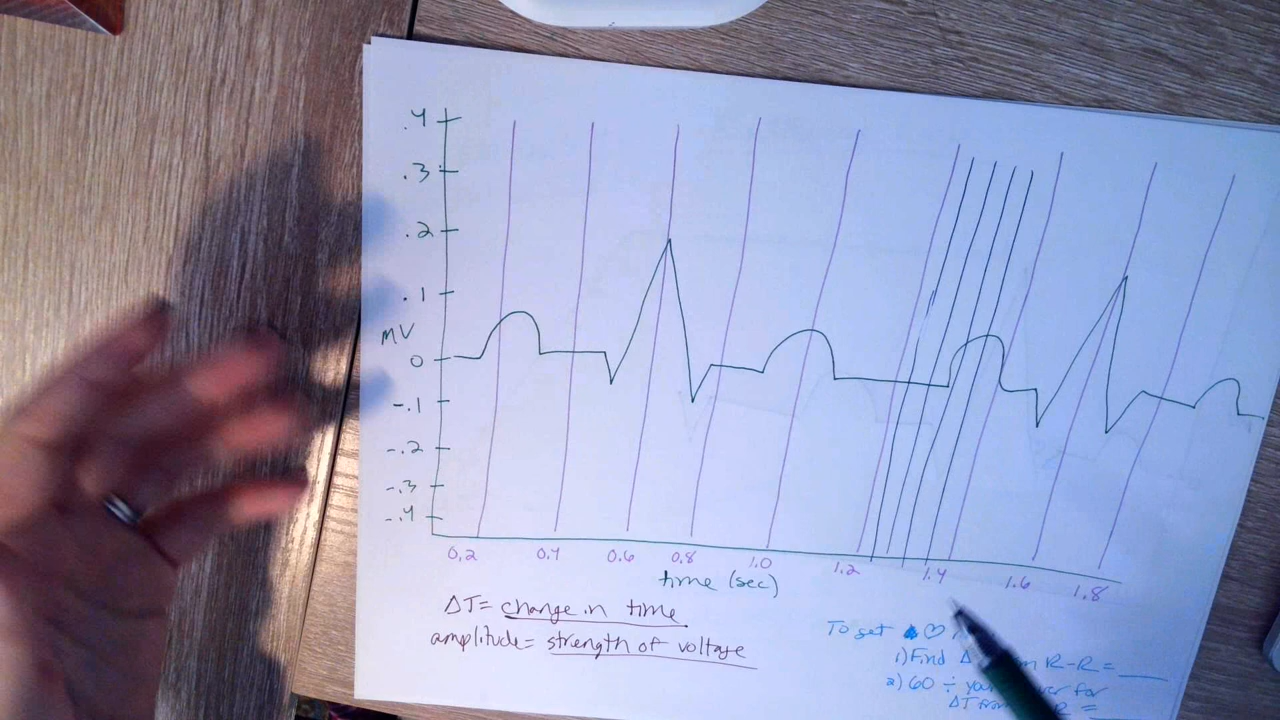 .4
.3
.2
.1
MV
0
-.1
-.2
-.3
-.4
0.2 0.4 0.6 0.8 1.0 1.2 1.4 1.6 1.8
time (sec)
ΔT = change in time
amplitude = strength of voltage
To get ♡
1) Find Δ R-R = ____
2) 60 ÷ for
ΔT =